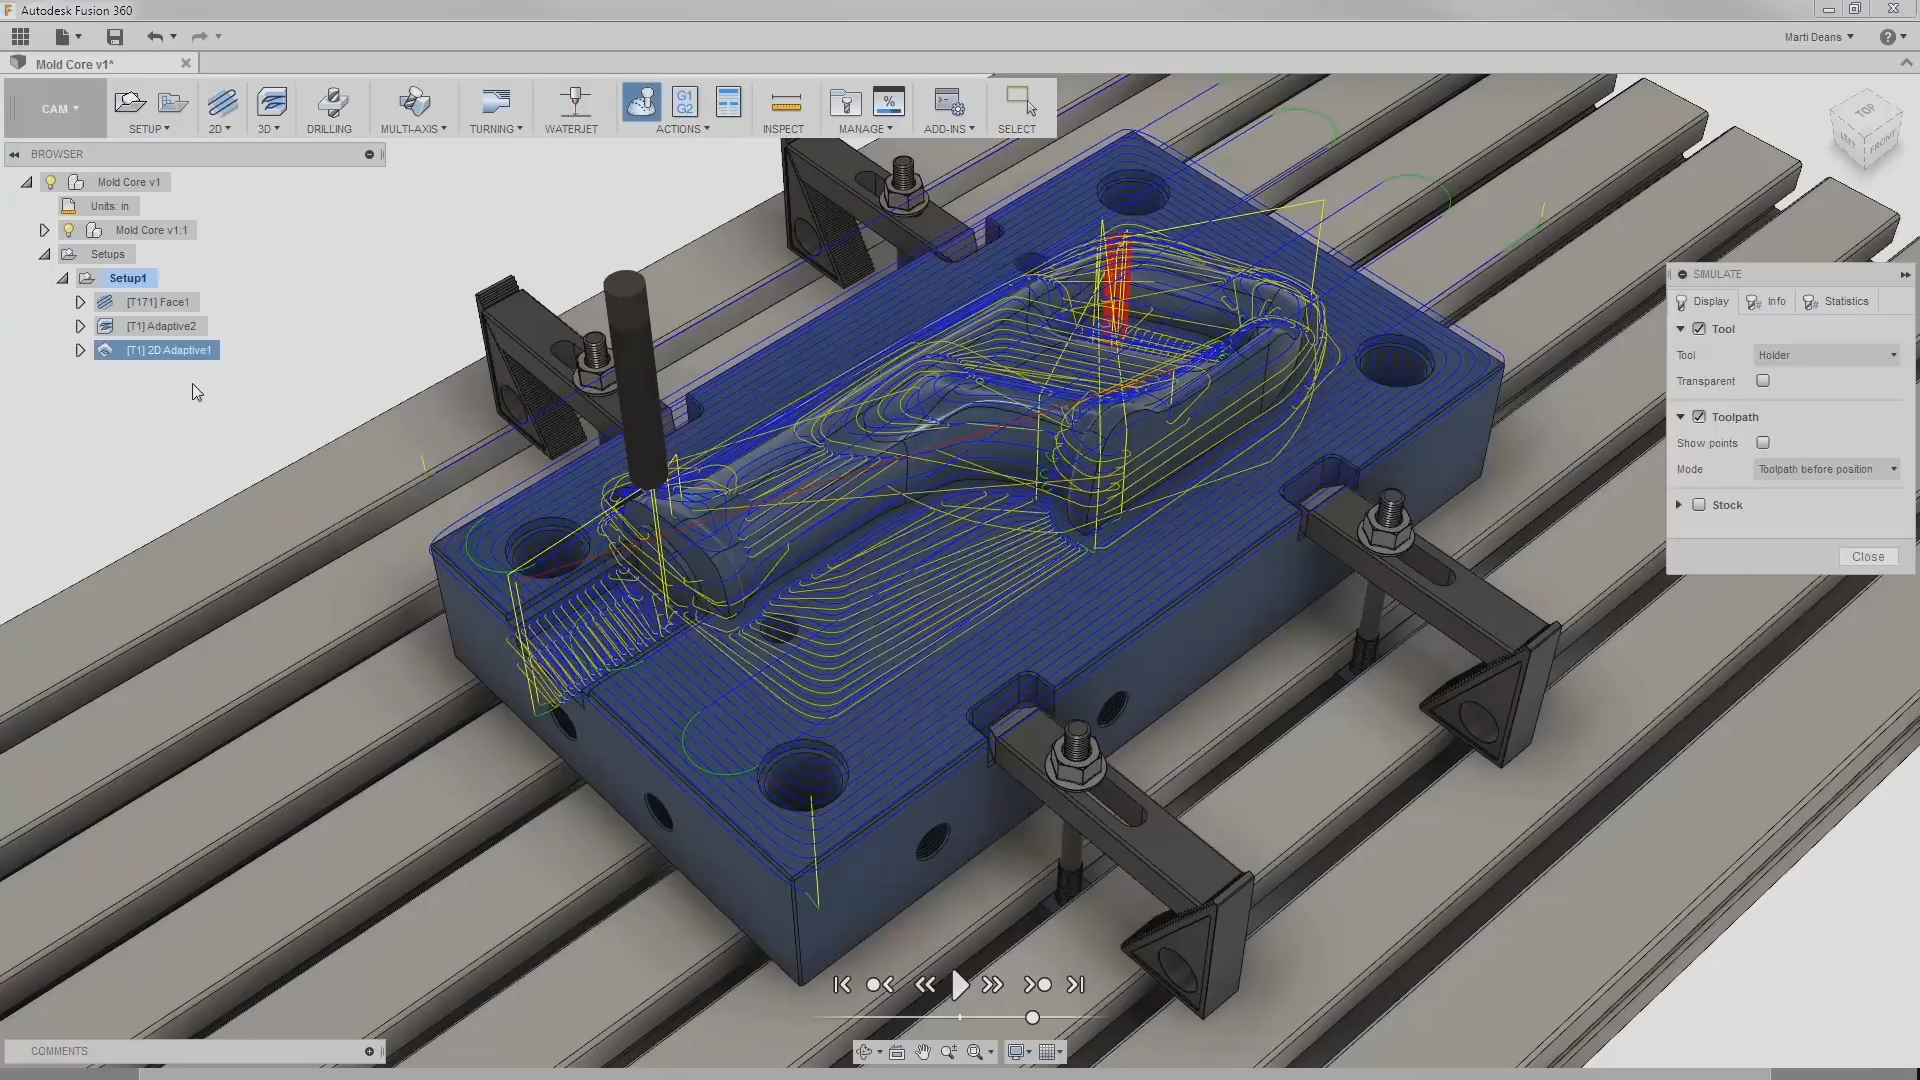 Autodesk Fusion 360
Marti Deans
Mold Core v1*
CAM
SETUP
2D
3D
DRILLING
MULTI-AXIS
TURNING
WATERJET
G1
G2
ACTIONS
INSPECT
%
MANAGE
ADD-INS
SELECT
TOP
LEFT
FRONT
BROWSER
Mold Core v1
Units: in
Mold Core v1:1
Setups
Setup1
[T171] Face1
[T1] Adaptive2
[T1] 2D Adaptive1
SIMULATE
Display
Info
Statistics
Tool
Tool
Holder
Transparent
Toolpath
Show points
Mode
Toolpath before position
Stock
Close
COMMENTS